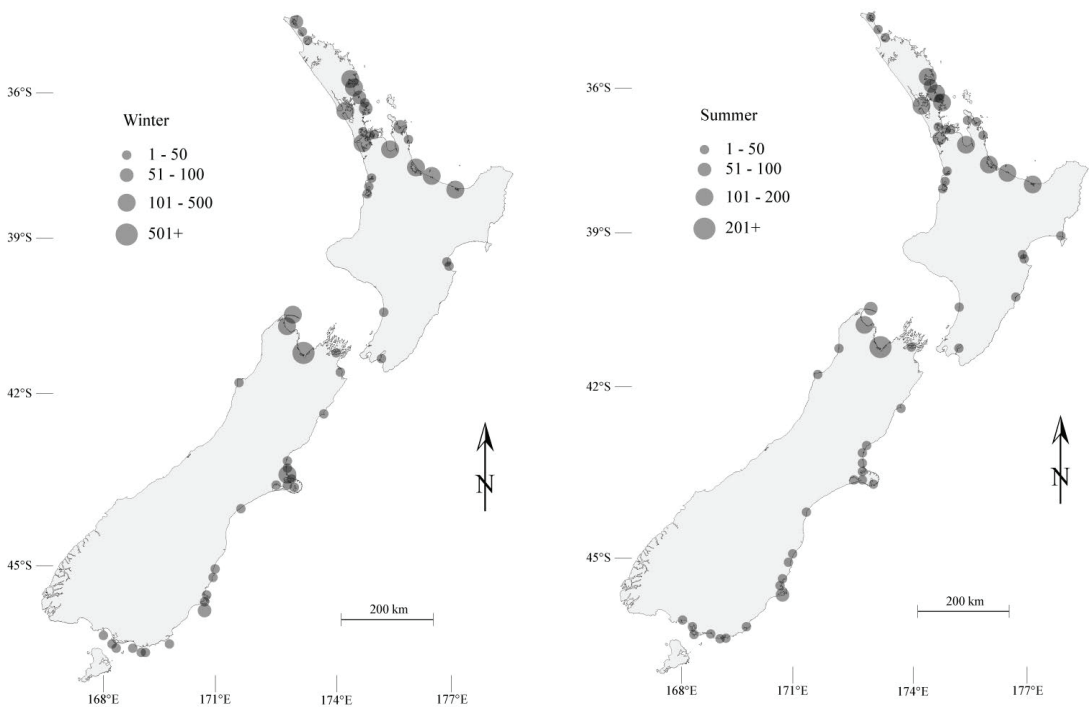 Winter
1 - 50
51 - 100
101 - 500
501+
36°S
39°S
42°S
45°S
N
200 km
168°E
171°E
174°E
177°E
Summer
1 - 50
51 - 100
101 - 200
201+
36°S
39°S
42°S
45°S
N
200 km
168°E
171°E
174°E
177°E